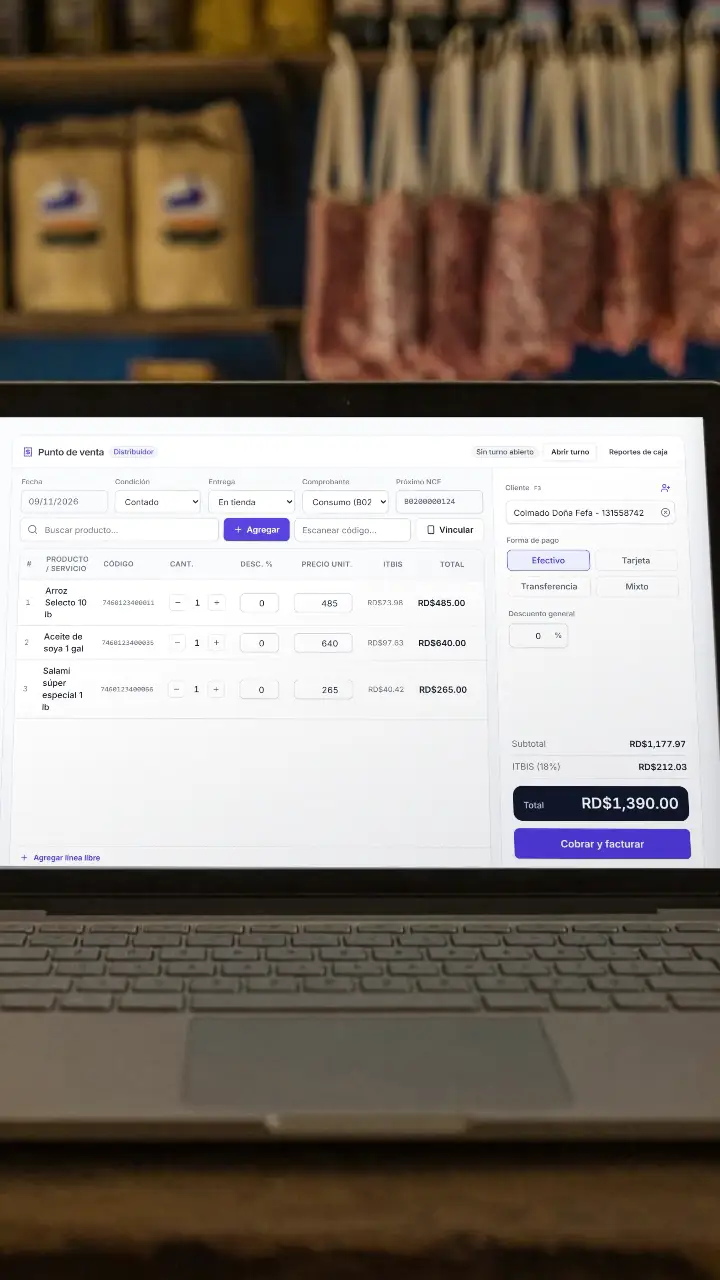 Punto de venta Distribuidor Sin turno abierto Abrir turno Reportes de caja
Fecha Condición Entrega Comprobante Próximo NCF
09/11/2026 Contado En tienda Consumo (B02 B0200000124
Buscar producto... + Agregar Escanear código... Vincular
# PRODUCTO / SERVICIO CÓDIGO CANT. DESC. % PRECIO UNIT. ITBIS TOTAL
1 Arroz Selecto 10 lb 7460123400011 − 1 + 0 485 RD$73.98 RD$485.00
2 Aceite de soya 1 gal 7460123400035 − 1 + 0 640 RD$97.63 RD$640.00
3 Salami súper especial 1 lb 7460123400066 − 1 + 0 265 RD$40.42 RD$265.00
+ Agregar línea libre
Cliente F3
Colmado Doña Fefa - 131558742
Forma de pago
Efectivo Tarjeta
Transferencia Mixto
Descuento general
0 %
Subtotal RD$1,177.97
ITBIS (18%) RD$212.03
Total RD$1,390.00
Cobrar y facturar